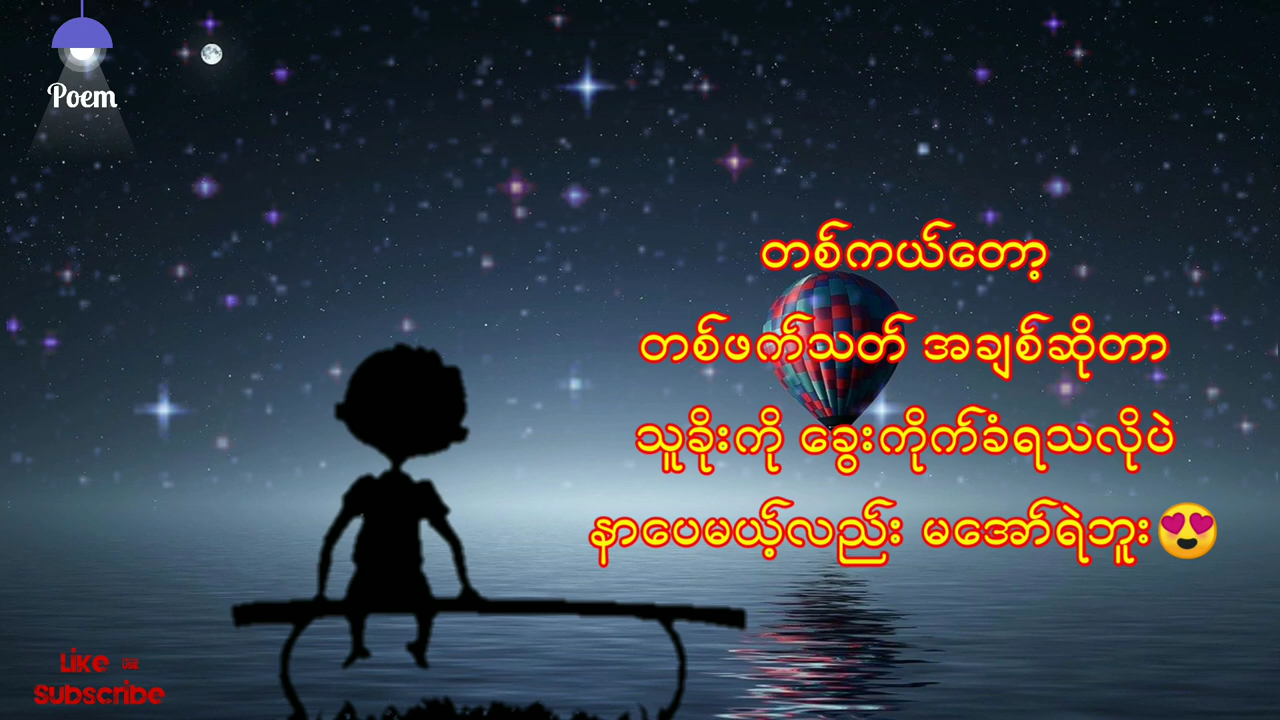 Poem
တစ်ကယ်တော့
တစ်ဖက်သတ် အချစ်ဆိုတာ
သူခိုးကို ခွေးကိုက်ခံရသလိုပဲ
နာပေမယ့်လည်း မအော်ရဲဘူး😍
Like
Subscribe